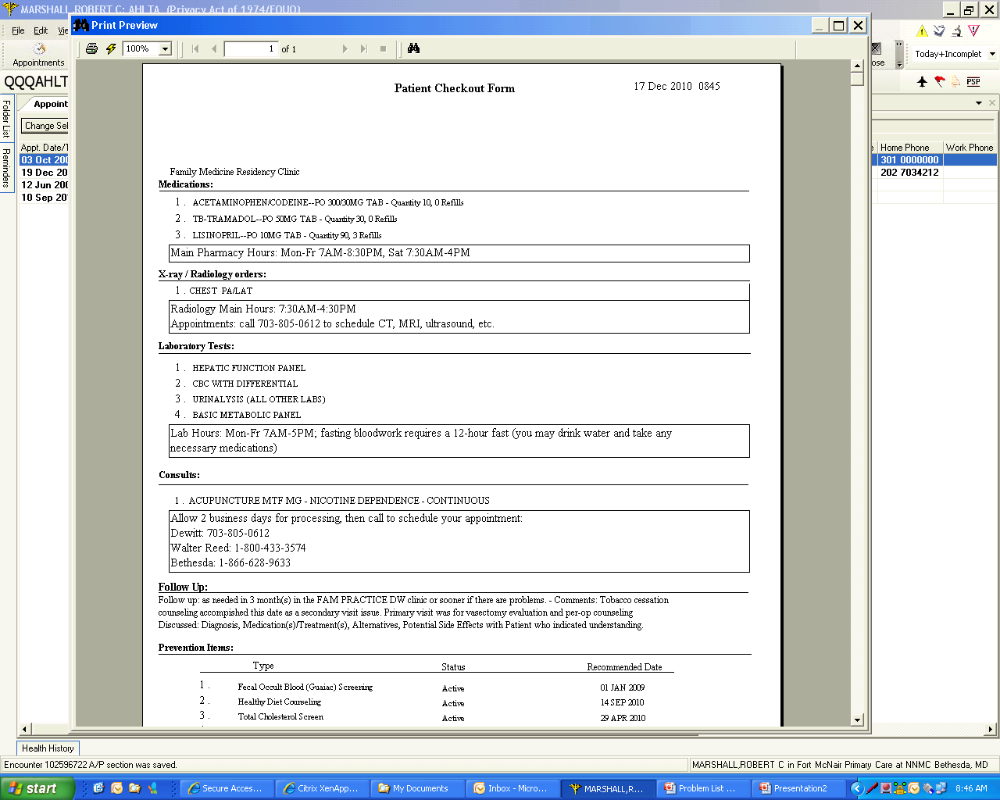 MARSHALL,ROBERT C: AHLTA (Privacy Act of 1974/FOUO)
Print Preview
File Edit
100% 1 of 1
Appointments
Today+Incomplet
QQQAHLT
PSP
Folder List
Reminders
Appoint
Change Sel
Appt. Date/T
Home Phone Work Phone
03 Oct 200
301 0000000
19 Dec 20
202 7034212
12 Jun 200
10 Sep 20
Patient Checkout Form
17 Dec 2010 0845
Family Medicine Residency Clinic
Medications:
1 . ACETAMINOPHEN/CODEINE--PO 300/30MG TAB - Quantity 10, 0 Refills
2 . TB-TRAMADOL--PO 50MG TAB - Quantity 30, 0 Refills
3 . LISINOPRIL--PO 10MG TAB - Quantity 90, 3 Refills
Main Pharmacy Hours: Mon-Fr 7AM-8:30PM, Sat 7:30AM-4PM
X-ray / Radiology orders:
1 . CHEST PA/LAT
Radiology Main Hours: 7:30AM-4:30PM
Appointments: call 703-805-0612 to schedule CT, MRI, ultrasound, etc.
Laboratory Tests:
1 . HEPATIC FUNCTION PANEL
2 . CBC WITH DIFFERENTIAL
3 . URINALYSIS (ALL OTHER LABS)
4 . BASIC METABOLIC PANEL
Lab Hours: Mon-Fr 7AM-5PM; fasting bloodwork requires a 12-hour fast (you may drink water and take any
necessary medications)
Consults:
1 . ACUPUNCTURE MTF MG - NICOTINE DEPENDENCE - CONTINUOUS
Allow 2 business days for processing, then call to schedule your appointment:
Dewitt: 703-805-0612
Walter Reed: 1-800-433-3574
Bethesda: 1-866-628-9633
Follow Up:
Follow up: as needed in 3 month(s) in the FAM PRACTICE DW clinic or sooner if there are problems. - Comments: Tobacco cessation
counseling accompished this date as a secondary visit issue. Primary visit was for vasectomy evaluation and per-op counseling
Discussed: Diagnosis, Medication(s)/Treatment(s), Alternatives, Potential Side Effects with Patient who indicated understanding.
Prevention Items:
Type Status Recommended Date
1 . Fecal Occult Blood (Guaiac) Screening Active 01 JAN 2009
2 . Healthy Diet Counseling Active 14 SEP 2010
3 . Total Cholesterol Screen Active 29 APR 2010
Health History
Encounter 102596722 A/P section was saved.
MARSHALL,ROBERT C in Fort McNair Primary Care at NNMC Bethesda, MD
start Secure Acces... Citrix XenApp... My Documents Inbox - Micro... MARSHALL,R... Problem List ... Presentation2 8:46 AM